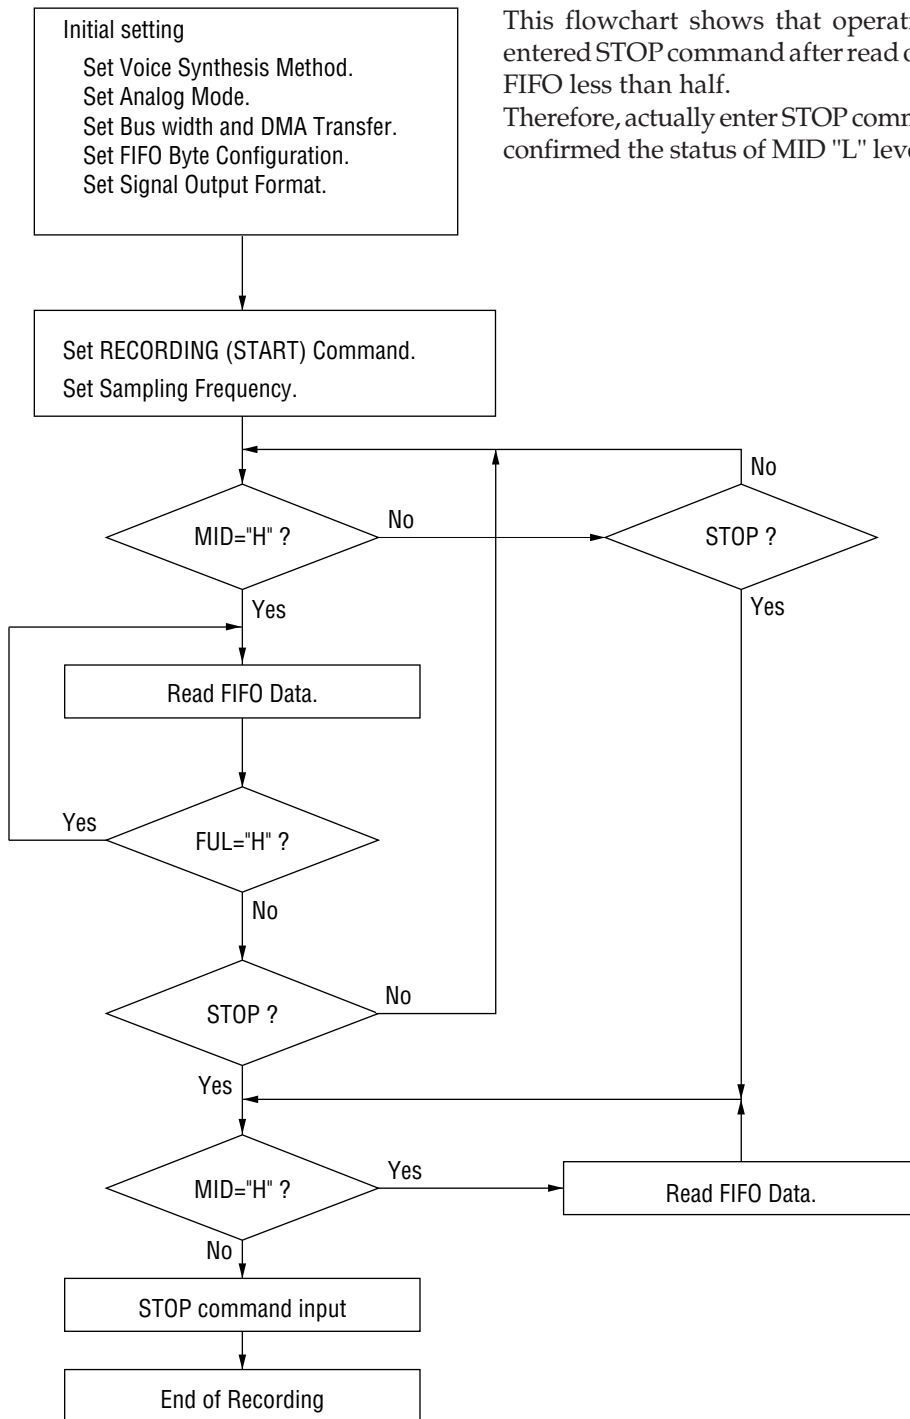 This flowchart shows that
entered STOP command after read
FIFO less than half.
Therefore, actually enter STOP
confirmed the status of MID "L"
Initial setting
Set Voice Synthesis Method.
Set Analog Mode.
Set Bus width and DMA Transfer.
Set FIFO Byte Configuration.
Set Signal Output Format.
Set RECORDING (START) Command.
Set Sampling Frequency.
No
MID="H" ?
No
STOP ?
Yes
Yes
Read FIFO Data.
Yes
FUL="H" ?
No
STOP ?
No
Yes
MID="H" ?
Yes
Read FIFO Data.
No
STOP command input
End of Recording